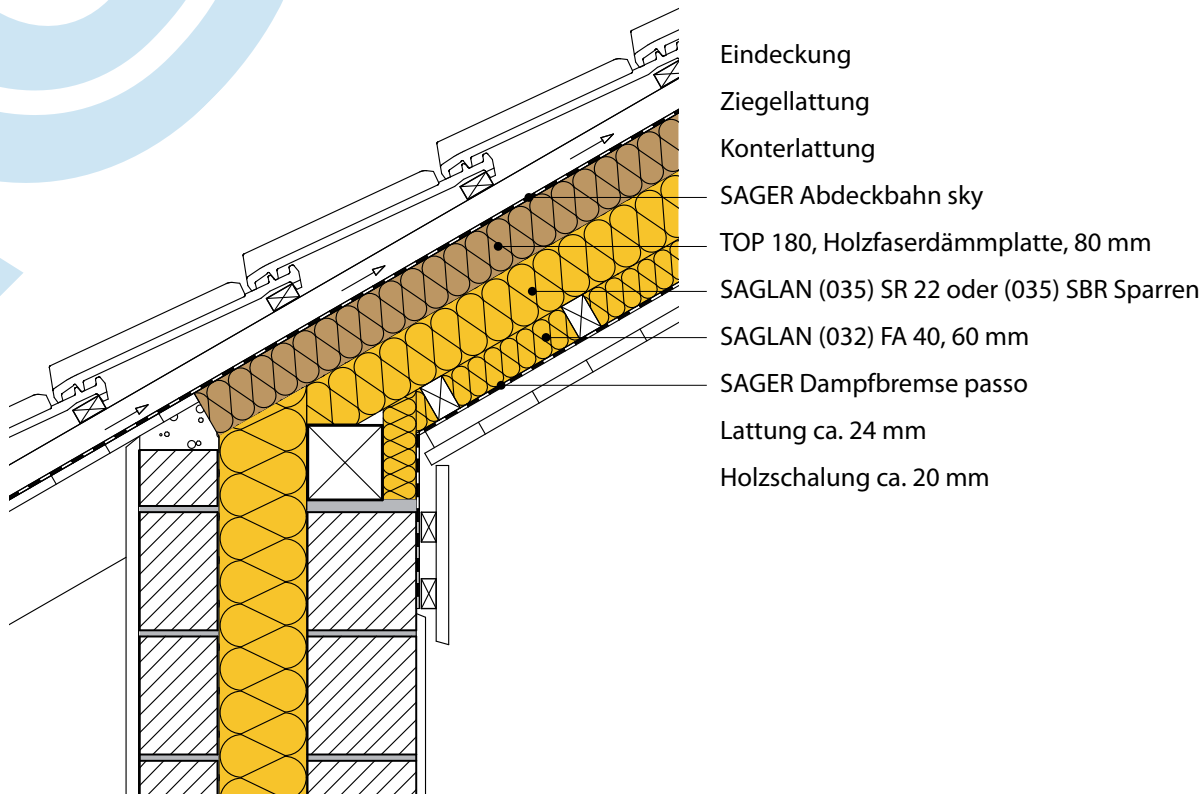 Eindeckung
Ziegellattung
Konterlattung
SAGER Abdeckbahn sky
TOP 180, Holzfaserdämmplatte, 80 mm
SAGLAN (035) SR 22 oder (035) SBR Sparren
SAGLAN (032) FA 40, 60 mm
SAGER Dampfbremse passo
Lattung ca. 24 mm
Holzschalung ca. 20 mm